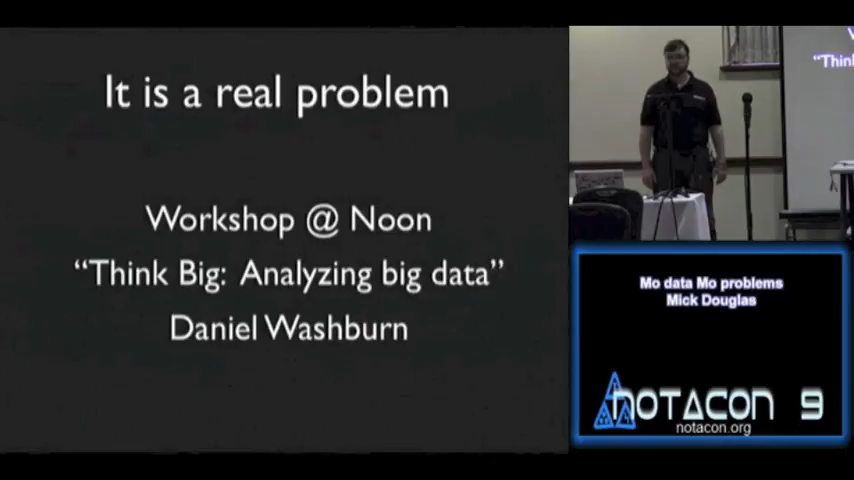 It is a real problem
Workshop @ Noon
“Think Big: Analyzing big data”
Daniel Washburn
“Think
Mo data Mo problems
Mick Douglas
NOTACON 9
notacon.org